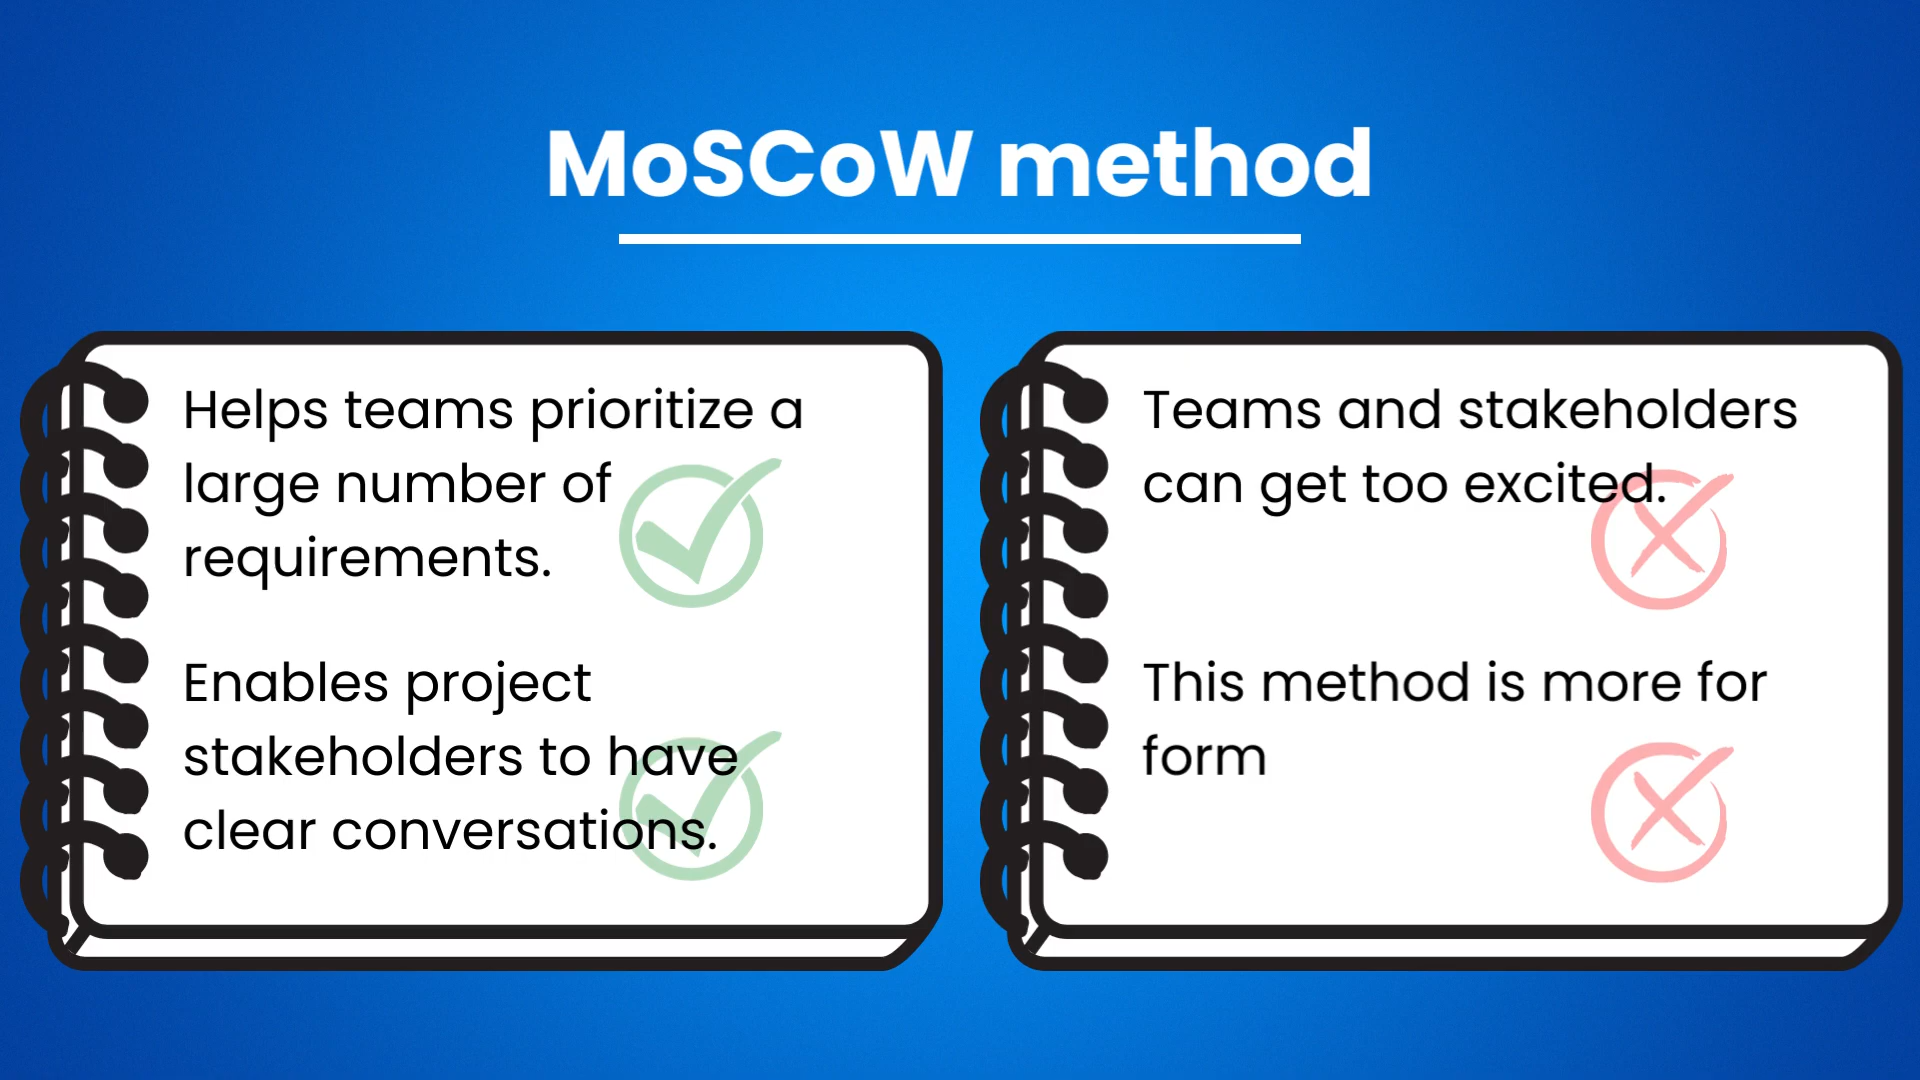 MoSCoW method
Helps teams prioritize a
large number of
requirements.
Enables project
stakeholders to have
clear conversations.
Teams and stakeholders
can get too excited.
This method is more for
form